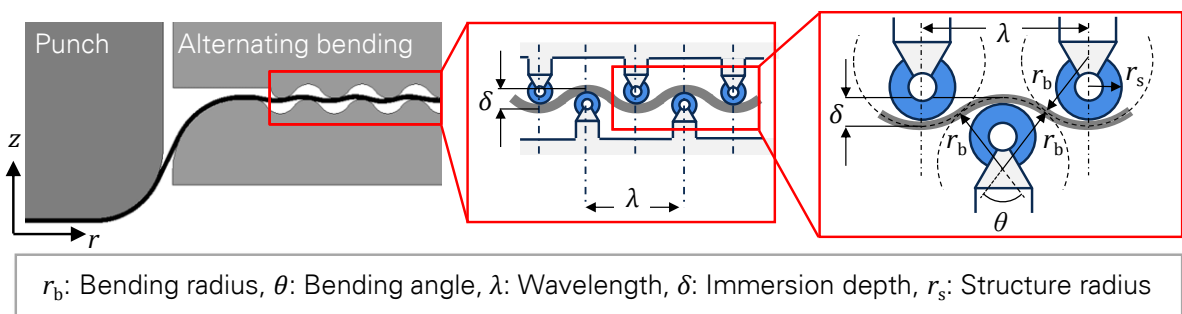 Punch
Alternating bending
z
r
δ
λ
λ
δ
r_b
r_s
r_b
r_b
θ
r_b: Bending radius, θ: Bending angle, λ: Wavelength, δ: Immersion depth, r_s: Structure radius